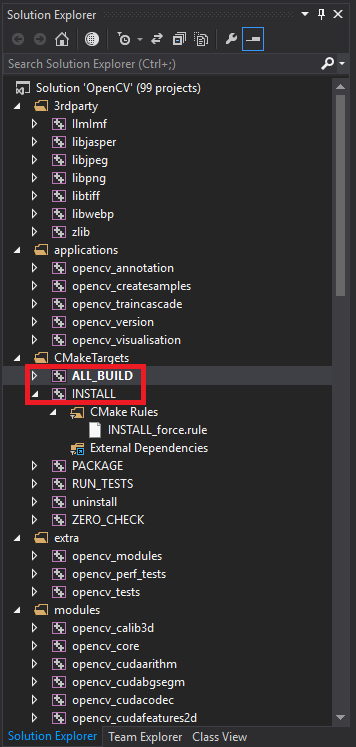 Solution Explorer
Search Solution Explorer (Ctrl+;)
Solution 'OpenCV' (99 projects)
3rdparty
llmlmf
libjasper
libjpeg
libpng
libtiff
libwebp
zlib
applications
opencv_annotation
opencv_createsamples
opencv_traincascade
opencv_version
opencv_visualisation
CMakeTargets
ALL_BUILD
INSTALL
CMake Rules
INSTALL_force.rule
External Dependencies
PACKAGE
RUN_TESTS
uninstall
ZERO_CHECK
extra
opencv_modules
opencv_perf_tests
opencv_tests
modules
opencv_calib3d
opencv_core
opencv_cudaarithm
opencv_cudabgsegm
opencv_cudacodec
opencv_cudafeatures2d
Solution Explorer Team Explorer Class View